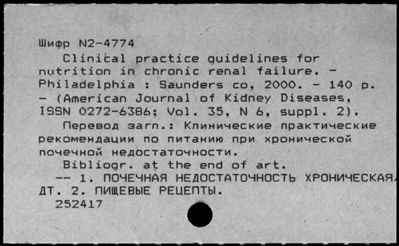 Шифр N2-4774
Clinical practice guidelines for
nutrition in chronic renal failure. -
Philadelphia : Saunders co, 2000. - 140 p.
- (American Journal of Kidney Diseases,
ISSN 0272-6386; Vol. 35, N 6, suppl. 2).
Перевод загл.: Клинические практические
рекомендации по питанию при хронической
почечной недостаточности.
Bibliogr. at the end of art.
-- 1. ПОЧЕЧНАЯ НЕДОСТАТОЧНОСТЬ ХРОНИЧЕСКАЯ,
ДТ. 2. ПИЩЕВЫЕ РЕЦЕПТЫ.
252417